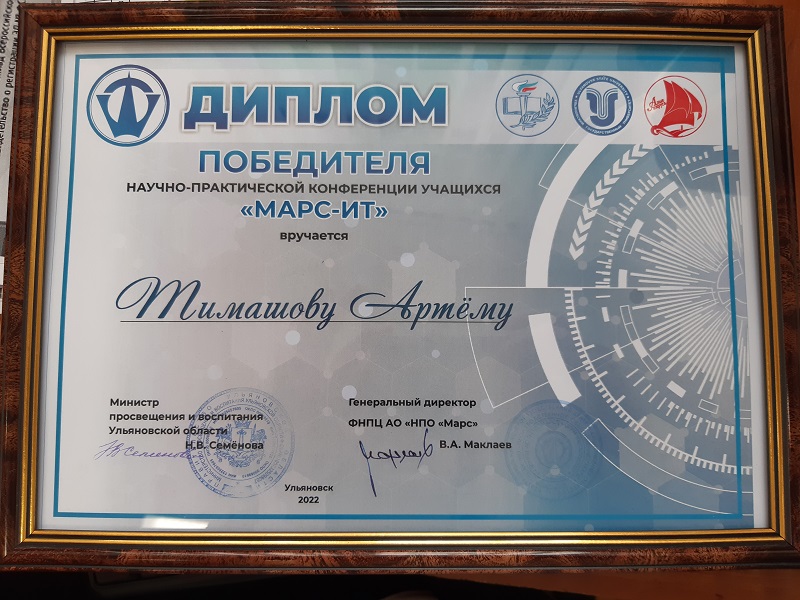 ДИПЛОМ
ПОБЕДИТЕЛЯ
НАУЧНО-ПРАКТИЧЕСКОЙ КОНФЕРЕНЦИИ УЧАЩИХСЯ
«МАРС-ИТ»
вручается
Тимашову Артёму
Министр
просвещения и воспитания
Ульяновской области
Н.В. Семёнова
Генеральный директор
ФНПЦ АО «НПО «Марс»
В.А. Маклаев
Ульяновск
2022